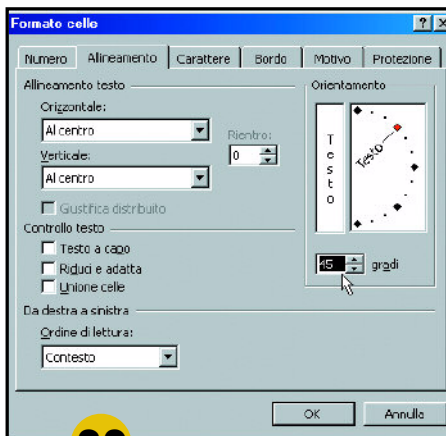 Formato celle
Numero Alineamento Carattere Bordo Motivo Protezione
Allineamento testo
Orizzontale:
Al centro
Rientro:
0
Verticale:
Al centro
Giustifica distribuito
Controllo testo
Testo a capo
Riduci e adatta
Unione celle
Da destra a sinistra
Ordine di lettura:
Contesto
Orientamento
Testo
Testo
45 gradi
OK Annulla